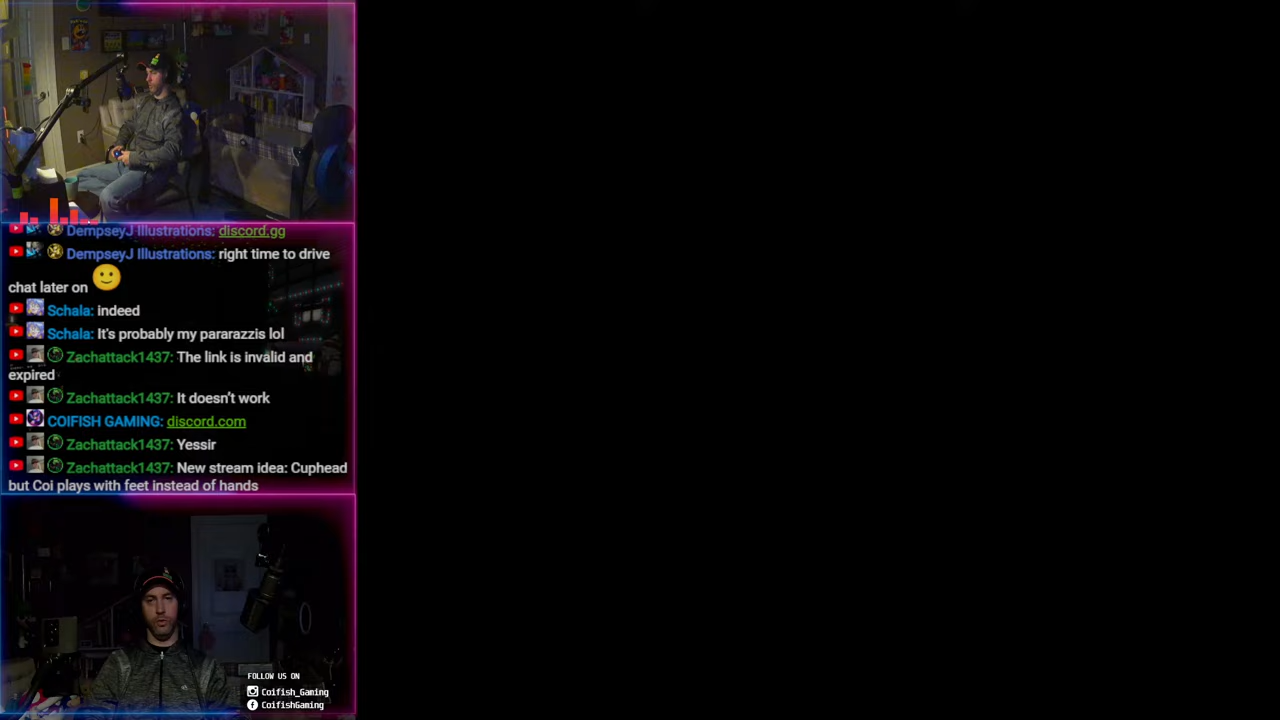 DempseyJ Illustrations: discord.gg
DempseyJ Illustrations: right time to drive
chat later on
Schala: indeed
Schala: It's probably my pararazzis lol
Zachattack1437: The link is invalid and
expired
Zachattack1437: It doesn't work
COIFISH GAMING: discord.com
Zachattack1437: Yessir
Zachattack1437: New stream idea: Cuphead
but Coi plays with feet instead of hands
FOLLOW US ON
Coifish_Gaming
CoifishGaming